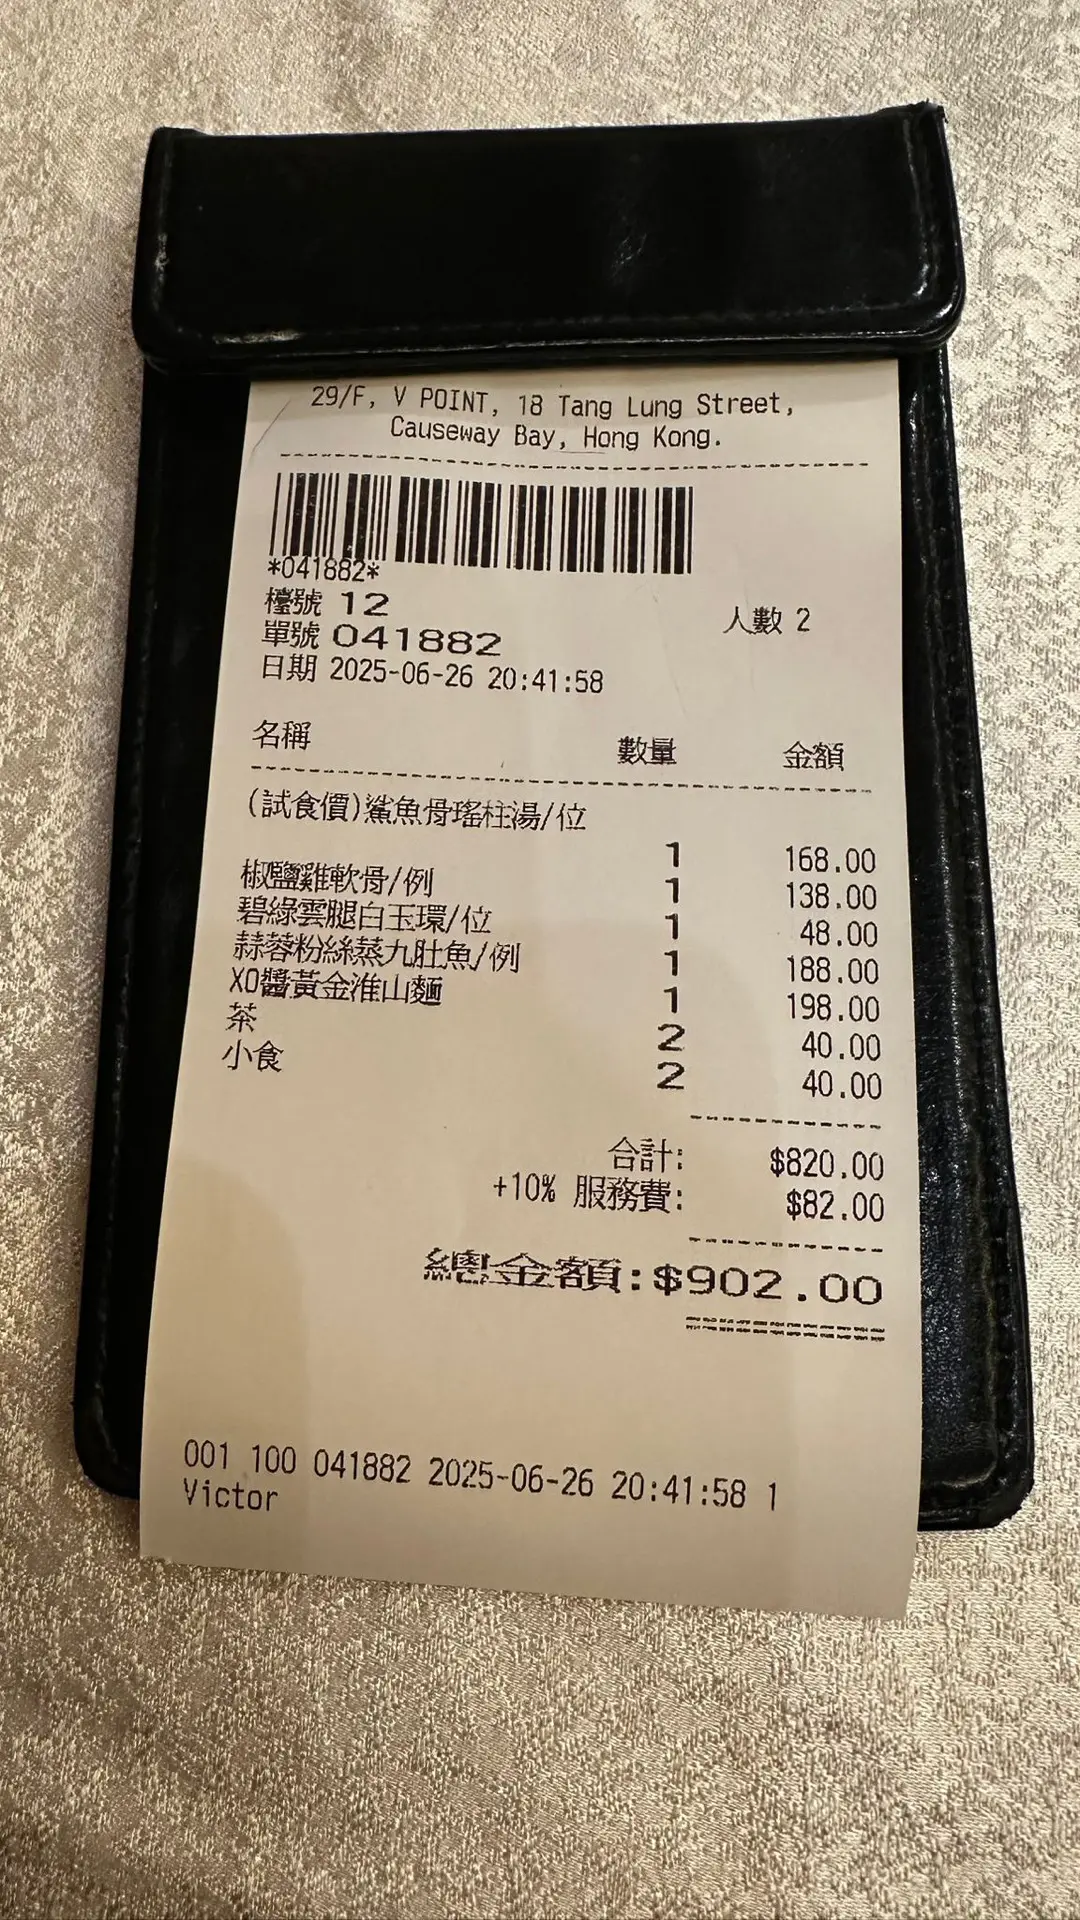 29/F, V POINT, 18 Tang Lung Street,
Causeway Bay, Hong Kong.
*041882*
檯號 12 人數 2
單號 041882
日期 2025-06-26 20:41:58
名稱 數量 金額
(試食價)鯊魚骨瑤柱湯/位
1 168.00
椒鹽雞軟骨/例 1 138.00
碧綠雲腿白玉環/位 1 48.00
蒜蓉粉絲蒸九肚魚/例 1 188.00
XO醬黃金淮山麵 1 198.00
茶 2 40.00
小食 2 40.00
合計: $820.00
+10% 服務費: $82.00
總金額:$902.00
001 100 041882 2025-06-26 20:41:58 1
Victor